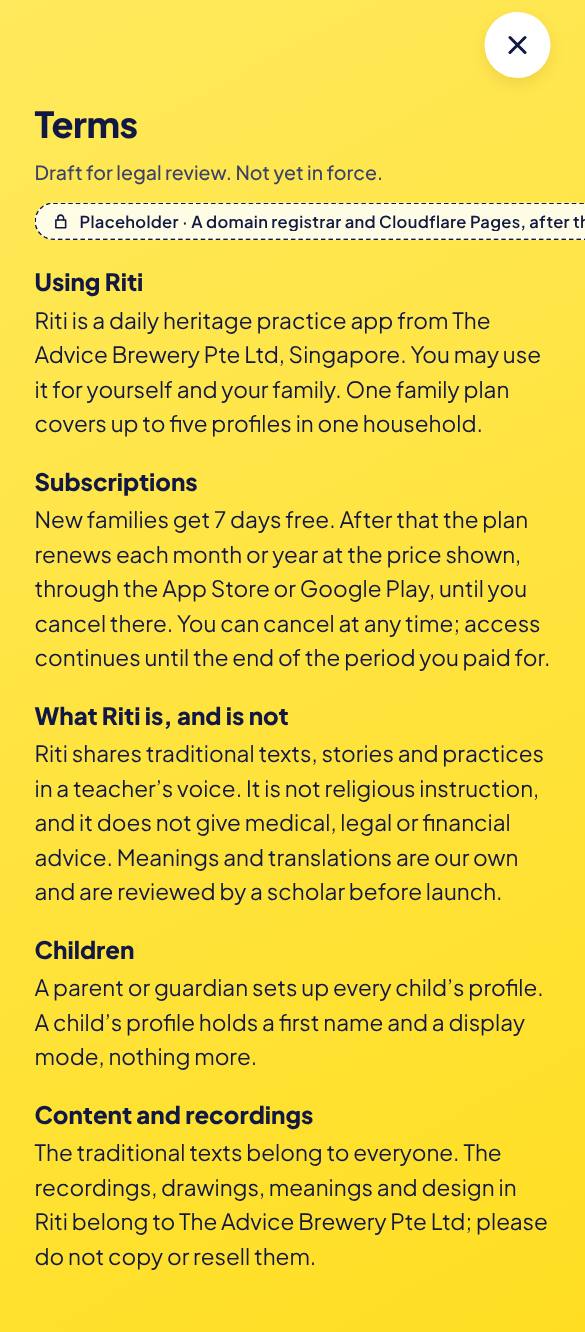 Terms
Draft for legal review. Not yet in force.
Placeholder · A domain registrar and Cloudflare Pages, after
Using Riti
Riti is a daily heritage practice app from The
Advice Brewery Pte Ltd, Singapore. You may use
it for yourself and your family. One family plan
covers up to five profiles in one household.
Subscriptions
New families get 7 days free. After that the plan
renews each month or year at the price shown,
through the App Store or Google Play, until you
cancel there. You can cancel at any time; access
continues until the end of the period you paid for.
What Riti is, and is not
Riti shares traditional texts, stories and practices
in a teacher’s voice. It is not religious instruction,
and it does not give medical, legal or financial
advice. Meanings and translations are our own
and are reviewed by a scholar before launch.
Children
A parent or guardian sets up every child’s profile.
A child’s profile holds a first name and a display
mode, nothing more.
Content and recordings
The traditional texts belong to everyone. The
recordings, drawings, meanings and design in
Riti belong to The Advice Brewery Pte Ltd; please
do not copy or resell them.